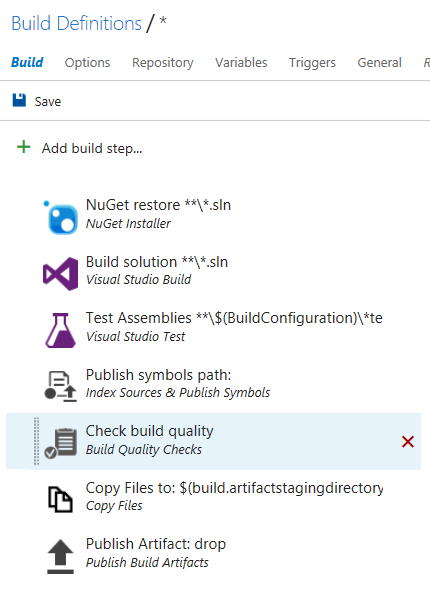 Build Definitions / *
Build Options Repository Variables Triggers General R
Save
Add build step...
NuGet restore **\*.sln
NuGet Installer
Build solution **\*.sln
Visual Studio Build
Test Assemblies **\$(BuildConfiguration)\*te
Visual Studio Test
Publish symbols path:
Index Sources & Publish Symbols
Check build quality
Build Quality Checks
Copy Files to: $(build.artifactstagingdirectory
Copy Files
Publish Artifact: drop
Publish Build Artifacts